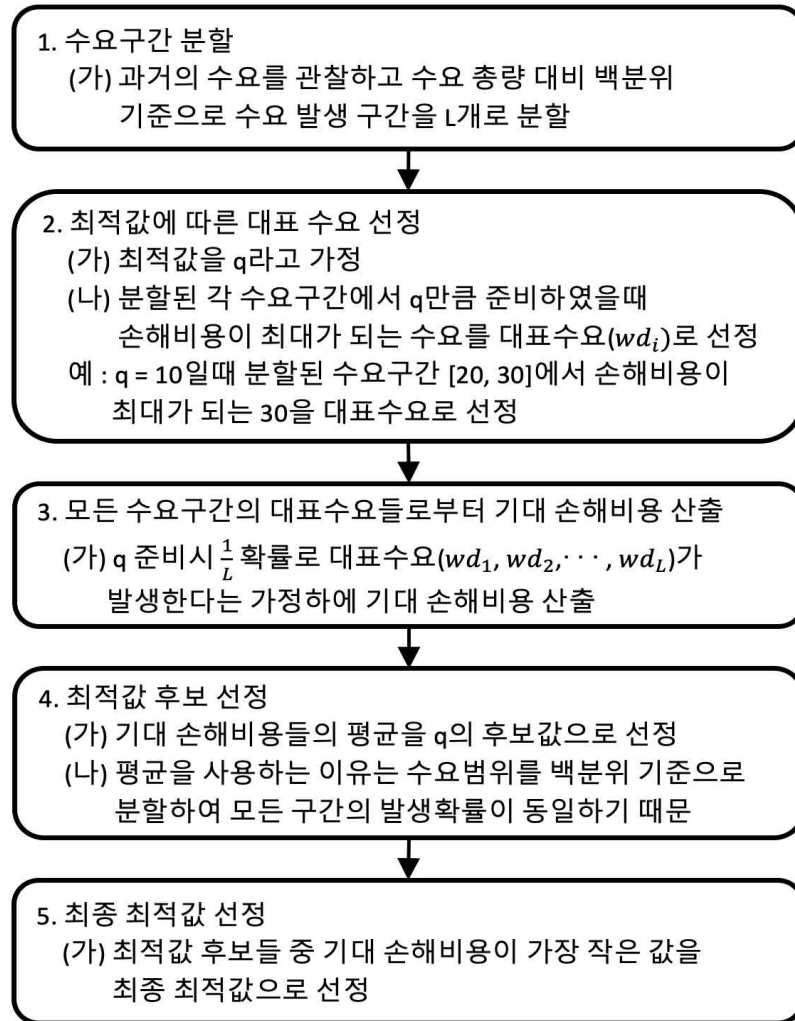 1. 수요구간 분할
(가) 과거의 수요를 관찰하고 수요 총량 대비 백분위
기준으로 수요 발생 구간을 L개로 분할
2. 최적값에 따른 대표 수요 선정
(가) 최적값을 q라고 가정
(나) 분할된 각 수요구간에서 q만큼 준비하였을때
손해비용이 최대가 되는 수요를 대표수요(wd_i)로 선정
예 : q = 10일때 분할된 수요구간 [20, 30]에서 손해비용이
최대가 되는 30을 대표수요로 선정
3. 모든 수요구간의 대표수요들로부터 기대 손해비용 산출
(가) q 준비시 1/L 확률로 대표수요(wd_1, wd_2,· · · , wd_L)가
발생한다는 가정하에 기대 손해비용 산출
4. 최적값 후보 선정
(가) 기대 손해비용들의 평균을 q의 후보값으로 선정
(나) 평균을 사용하는 이유는 수요범위를 백분위 기준으로
분할하여 모든 구간의 발생확률이 동일하기 때문
5. 최종 최적값 선정
(가) 최적값 후보들 중 기대 손해비용이 가장 작은 값을
최종 최적값으로 선정